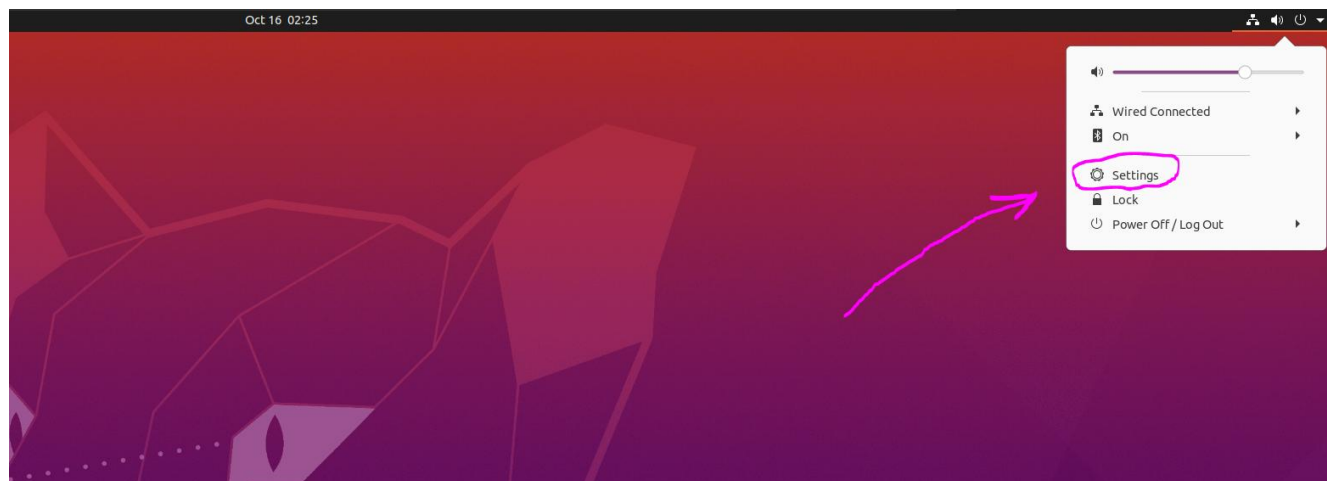 Oct 16 02:25
Wired Connected
On
Settings
Lock
Power Off / Log Out